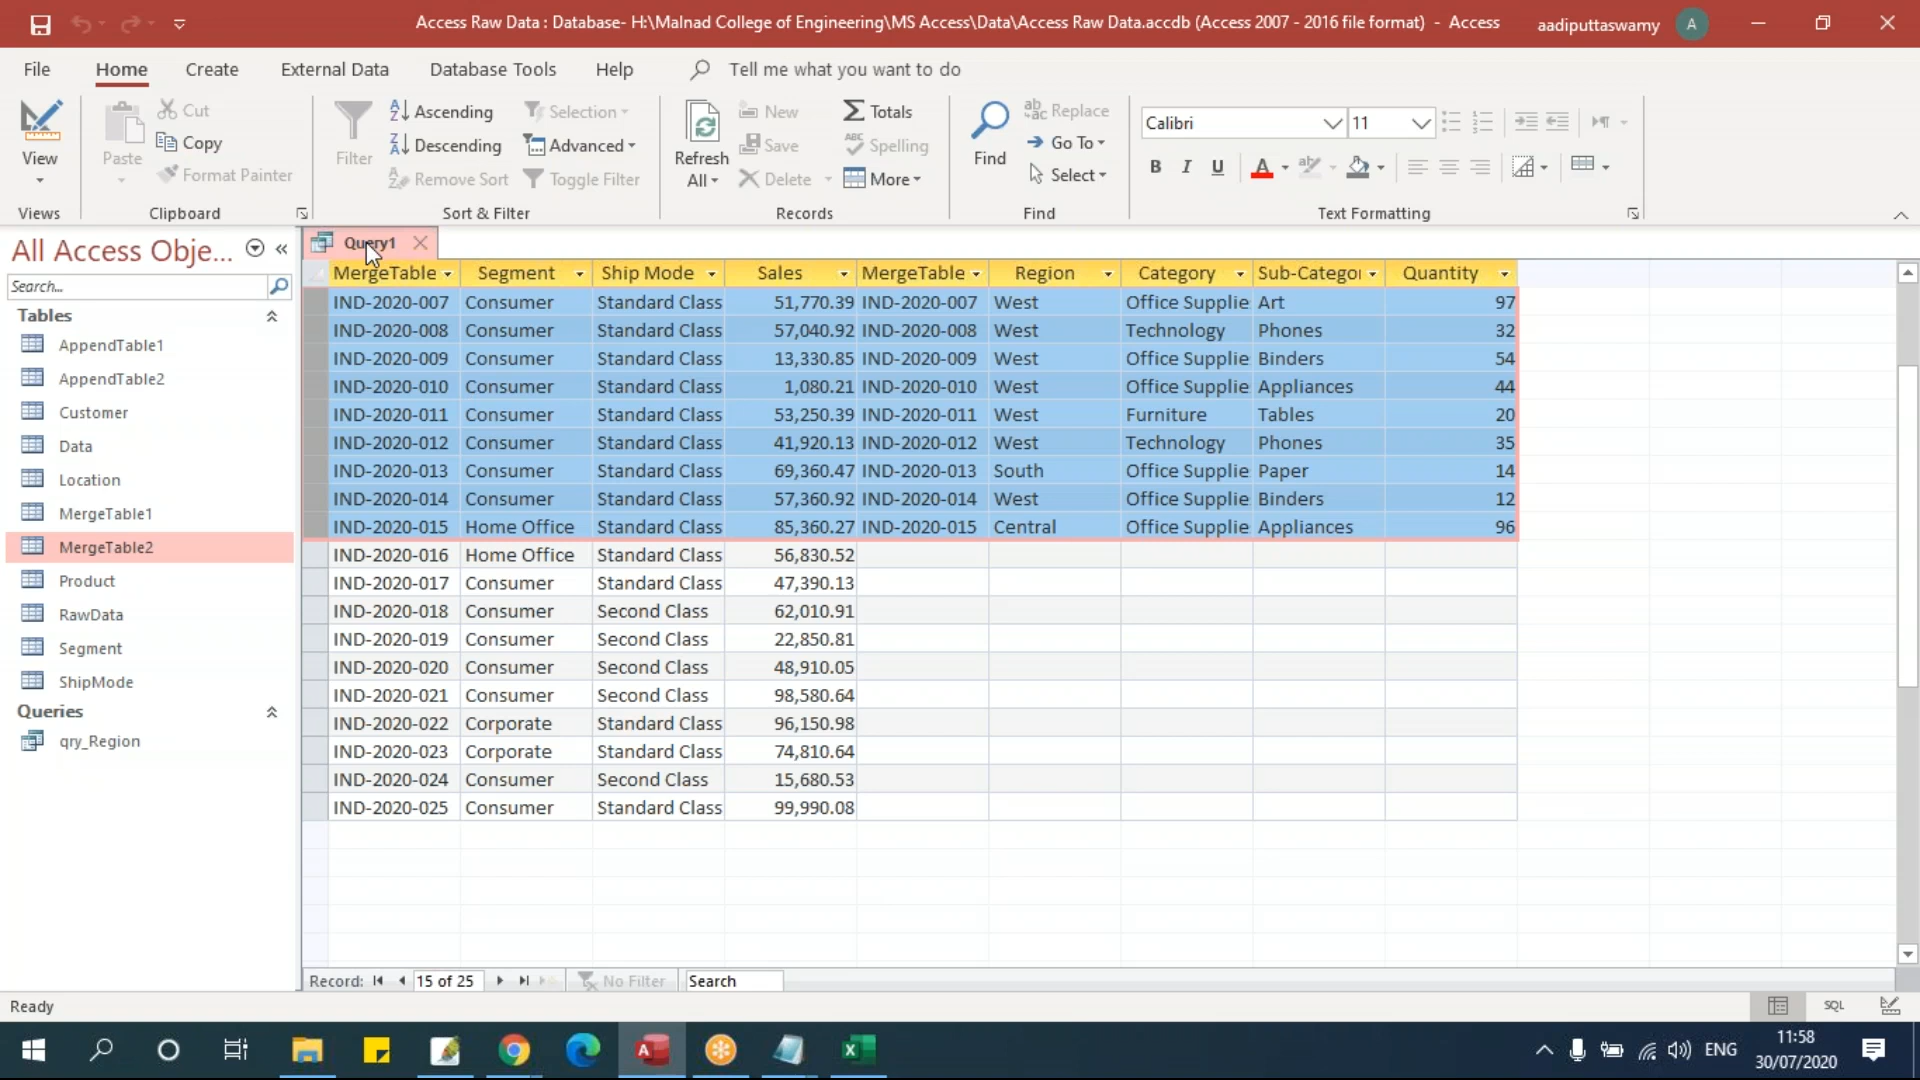 Access Raw Data : Database- H:\Malnad College of Engineering\MS Access\Data\Access Raw Data.accdb (Access 2007 - 2016 file format) - Access
aadiputtaswamy A
File Home Create External Data Database Tools Help Tell me what you want to do
View
Views
Paste
Cut
Copy
Format Painter
Clipboard
Filter
Ascending
Descending
Remove Sort
Selection
Advanced
Toggle Filter
Sort & Filter
Refresh
All
New
Save
Delete
Totals
Spelling
More
Records
Find
Replace
Go To
Select
Find
Calibri 11
B I U
Text Formatting
All Access Obje...
Search...
Tables
AppendTable1
AppendTable2
Customer
Data
Location
MergeTable1
MergeTable2
Product
RawData
Segment
ShipMode
Queries
qry_Region
Query1
MergeTable Segment Ship Mode Sales MergeTable Region Category Sub-Categor Quantity
IND-2020-007 Consumer Standard Class 51,770.39 IND-2020-007 West Office Supplie Art 97
IND-2020-008 Consumer Standard Class 57,040.92 IND-2020-008 West Technology Phones 32
IND-2020-009 Consumer Standard Class 13,330.85 IND-2020-009 West Office Supplie Binders 54
IND-2020-010 Consumer Standard Class 1,080.21 IND-2020-010 West Office Supplie Appliances 44
IND-2020-011 Consumer Standard Class 53,250.39 IND-2020-011 West Furniture Tables 20
IND-2020-012 Consumer Standard Class 41,920.13 IND-2020-012 West Technology Phones 35
IND-2020-013 Consumer Standard Class 69,360.47 IND-2020-013 South Office Supplie Paper 14
IND-2020-014 Consumer Standard Class 57,360.92 IND-2020-014 West Office Supplie Binders 12
IND-2020-015 Home Office Standard Class 85,360.27 IND-2020-015 Central Office Supplie Appliances 96
IND-2020-016 Home Office Standard Class 56,830.52
IND-2020-017 Consumer Standard Class 47,390.13
IND-2020-018 Consumer Second Class 62,010.91
IND-2020-019 Consumer Second Class 22,850.81
IND-2020-020 Consumer Second Class 48,910.05
IND-2020-021 Consumer Second Class 98,580.64
IND-2020-022 Corporate Standard Class 96,150.98
IND-2020-023 Corporate Standard Class 74,810.64
IND-2020-024 Consumer Second Class 15,680.53
IND-2020-025 Consumer Standard Class 99,990.08
Record: 15 of 25 No Filter Search
Ready
SQL
ENG
11:58
30/07/2020